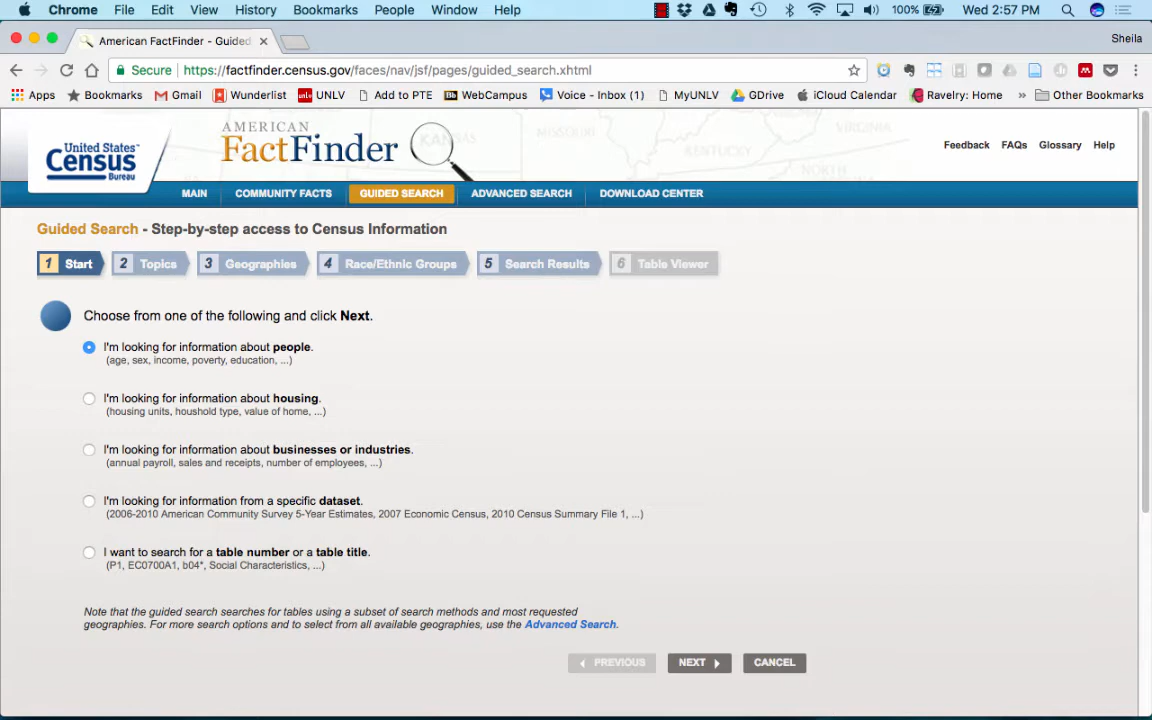 Chrome File Edit View History Bookmarks People Window Help 100% Wed 2:57 PM
American FactFinder - Guided Sheila
Secure https://factfinder.census.gov/faces/nav/jsf/pages/guided_search.xhtml
Apps Bookmarks Gmail Wunderlist UNLV Add to PTE WebCampus Voice - Inbox (1) MyUNLV GDrive iCloud Calendar Ravelry: Home » Other Bookmarks
United States™
Census
Bureau
AMERICAN
FactFinder
KANSAS MISSOURI KENTUCKY VIRGINIA NORTH
Feedback FAQs Glossary Help
MAIN COMMUNITY FACTS GUIDED SEARCH ADVANCED SEARCH DOWNLOAD CENTER
Guided Search - Step-by-step access to Census Information
1 Start 2 Topics 3 Geographies 4 Race/Ethnic Groups 5 Search Results 6 Table Viewer
Choose from one of the following and click Next.
I'm looking for information about people.
(age, sex, income, poverty, education, ...)
I'm looking for information about housing.
(housing units, houshold type, value of home, ...)
I'm looking for information about businesses or industries.
(annual payroll, sales and receipts, number of employees, ...)
I'm looking for information from a specific dataset.
(2006-2010 American Community Survey 5-Year Estimates, 2007 Economic Census, 2010 Census Summary File 1, ...)
I want to search for a table number or a table title.
(P1, EC0700A1, b04*, Social Characteristics, ...)
Note that the guided search searches for tables using a subset of search methods and most requested
geographies. For more search options and to select from all available geographies, use the Advanced Search.
PREVIOUS NEXT CANCEL